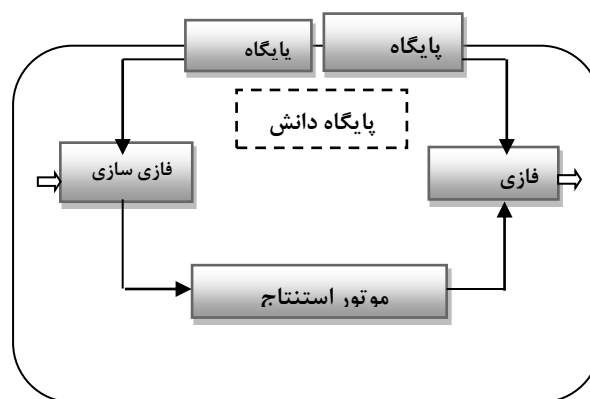 پایگاه
پایگاه
پایگاه دانش
فازی سازی
فازی
موتور استنتاج